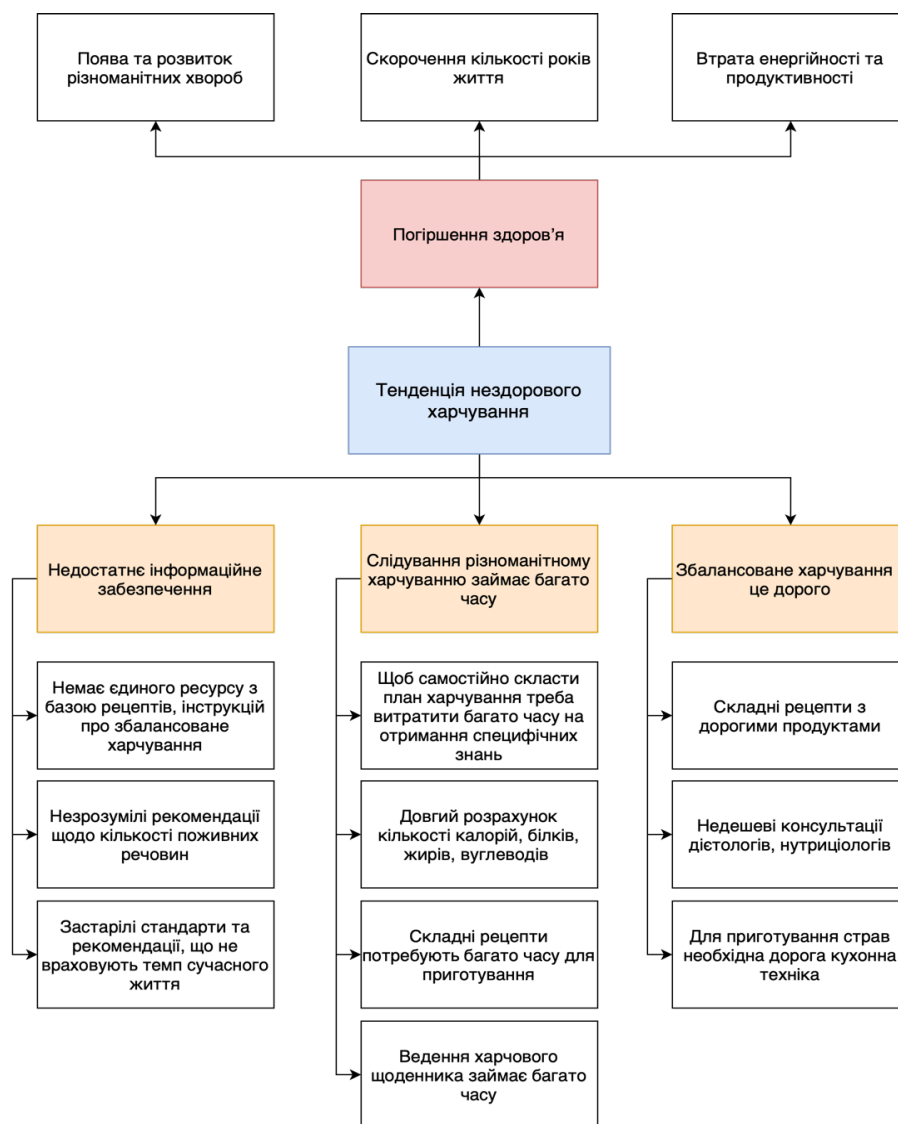 Поява та розвиток
різноманітних хвороб
Скорочення кількості років
життя
Втрата енергійності та
продуктивності
Погіршення здоров’я
Тенденція нездорового
харчування
Недостатнє інформаційне
забезпечення
Слідування різноманітному
харчуванню займає багато
часу
Збалансоване харчування
це дорого
Немає єдиного ресурсу з
базою рецептів, інструкцій
про збалансоване
харчування
Незрозумілі рекомендації
щодо кількості поживних
речовин
Застарілі стандарти та
рекомендації, що не
враховують темп сучасного
життя
Щоб самостійно скласти
план харчування треба
витратити багато часу на
отримання специфічних
знань
Довгий розрахунок
кількості калорій, білків,
жирів, вуглеводів
Складні рецепти
потребують багато часу для
приготування
Ведення харчового
щоденника займає багато
часу
Складні рецепти з
дорогими продуктами
Недешеві консультації
дієтологів, нутриціологів
Для приготування страв
необхідна дорога кухонна
техніка